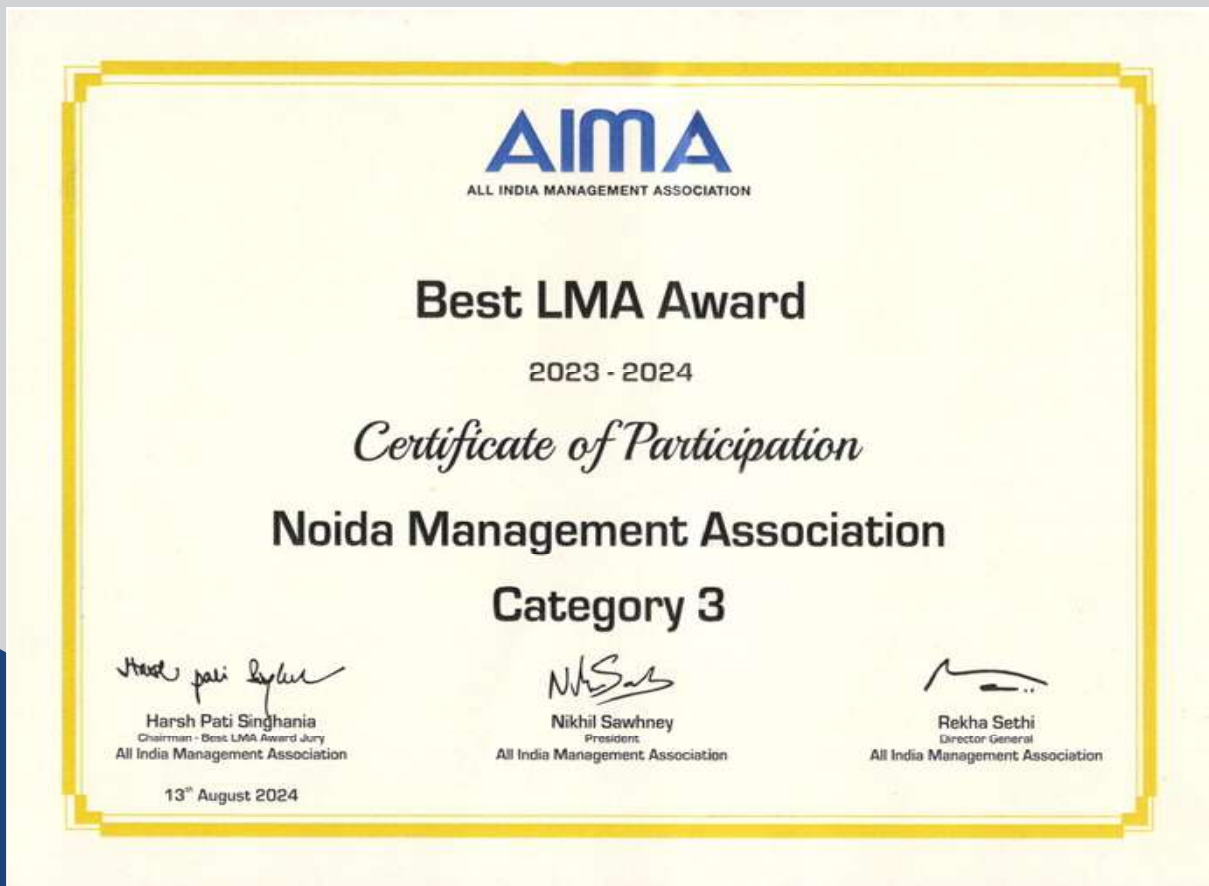 AIMA
ALL INDIA MANAGEMENT ASSOCIATION
Best LMA Award
2023 - 2024
Certificate of Participation
Noida Management Association
Category 3
Harsh Pati Singhania
Chairman - Best LMA Award Jury
All India Management Association
13th August 2024
Nikhil Sawhney
President
All India Management Association
Rekha Sethi
Director General
All India Management Association